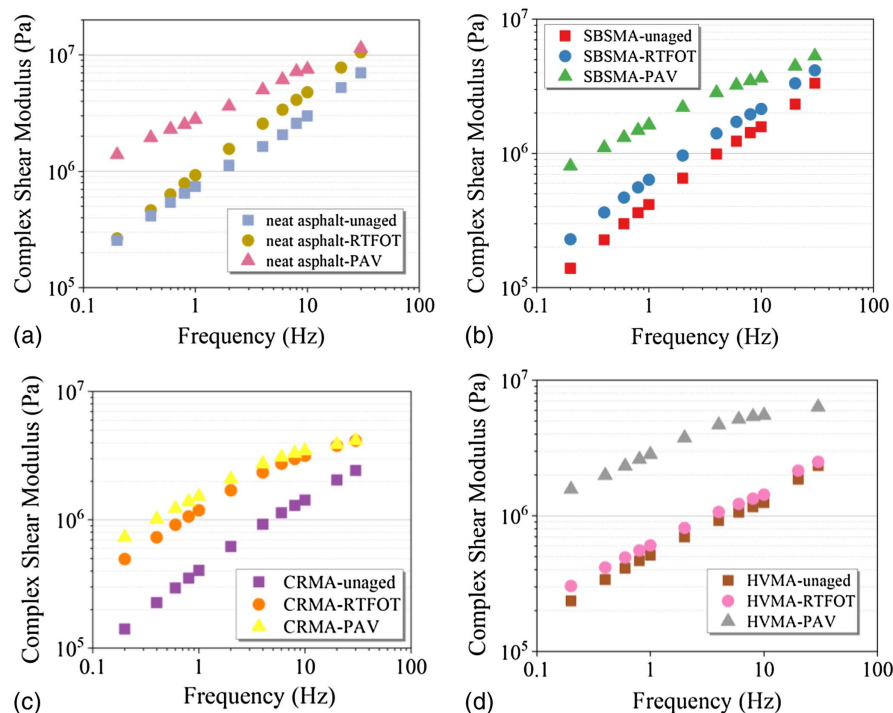 Complex Shear Modulus (Pa)
10^7
10^6
10^5
neat asphalt-unaged
neat asphalt-RTFOT
neat asphalt-PAV
0.1 1 10 100
Frequency (Hz)
(a)
Complex Shear Modulus (Pa)
10^7
10^6
10^5
SBSMA-unaged
SBSMA-RTFOT
SBSMA-PAV
0.1 1 10 100
Frequency (Hz)
(b)
Complex Shear Modulus (Pa)
10^7
10^6
10^5
CRMA-unaged
CRMA-RTFOT
CRMA-PAV
0.1 1 10 100
Frequency (Hz)
(c)
Complex Shear Modulus (Pa)
10^7
10^6
10^5
HVMA-unaged
HVMA-RTFOT
HVMA-PAV
0.1 1 10 100
Frequency (Hz)
(d)